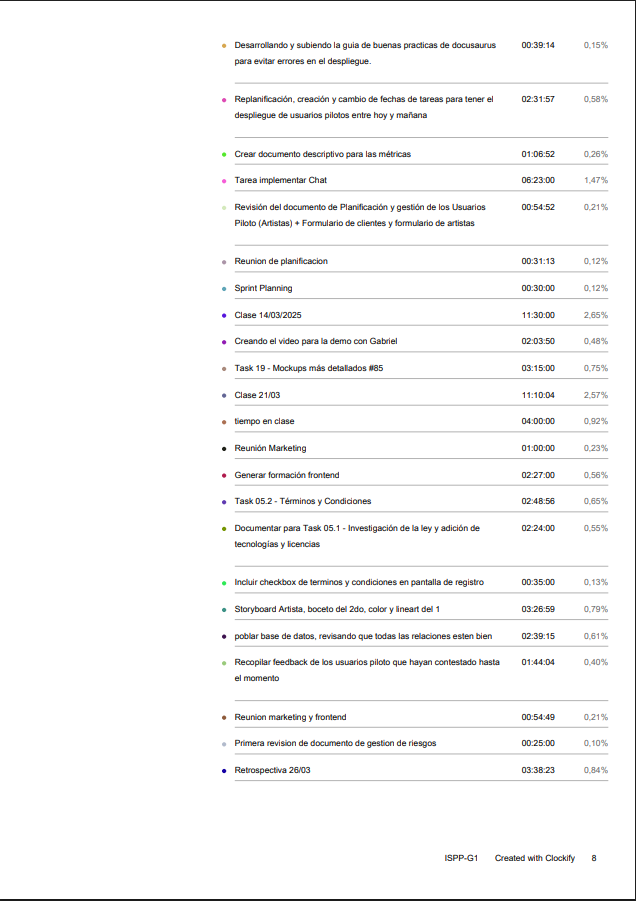 Desarrollando y subiendo la guia de buenas practicas de docusaurus 00:39:14 0,15%
para evitar errores en el despliegue.
Replanificación, creación y cambio de fechas de tareas para tener el 02:31:57 0,58%
despliegue de usuarios pilotos entre hoy y mañana
Crear documento descriptivo para las métricas 01:06:52 0,26%
Tarea implementar Chat 06:23:00 1,47%
Revisión del documento de Planificación y gestión de los Usuarios 00:54:52 0,21%
Piloto (Artistas) + Formulario de clientes y formulario de artistas
Reunion de planificacion 00:31:13 0,12%
Sprint Planning 00:30:00 0,12%
Clase 14/03/2025 11:30:00 2,65%
Creando el video para la demo con Gabriel 02:03:50 0,48%
Task 19 - Mockups más detallados #85 03:15:00 0,75%
Clase 21/03 11:10:04 2,57%
tiempo en clase 04:00:00 0,92%
Reunión Marketing 01:00:00 0,23%
Generar formación frontend 02:27:00 0,56%
Task 05.2 - Términos y Condiciones 02:48:56 0,65%
Documentar para Task 05.1 - Investigación de la ley y adición de 02:24:00 0,55%
tecnologías y licencias
Incluir checkbox de terminos y condiciones en pantalla de registro 00:35:00 0,13%
Storyboard Artista, boceto del 2do, color y lineart del 1 03:26:59 0,79%
poblar base de datos, revisando que todas las relaciones esten bien 02:39:15 0,61%
Recopilar feedback de los usuarios piloto que hayan contestado hasta 01:44:04 0,40%
el momento
Reunion marketing y frontend 00:54:49 0,21%
Primera revision de documento de gestion de riesgos 00:25:00 0,10%
Retrospectiva 26/03 03:38:23 0,84%
ISPP-G1 Created with Clockify 8